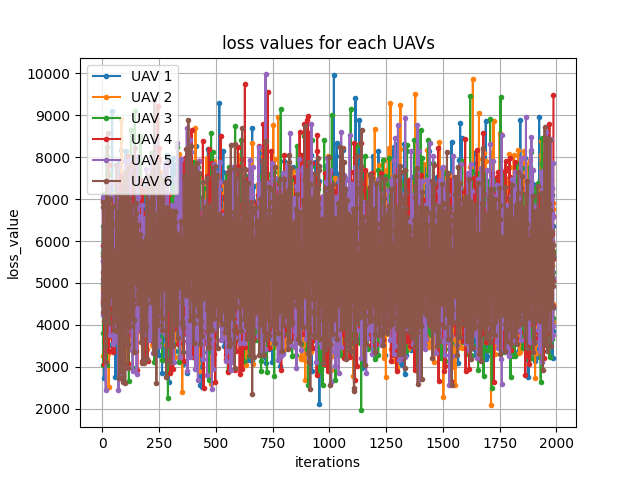 loss values for each UAVs
UAV 1
UAV 2
UAV 3
UAV 4
UAV 5
UAV 6
10000
9000
8000
7000
6000
5000
4000
3000
2000
loss_value
0 250 500 750 1000 1250 1500 1750 2000
iterations